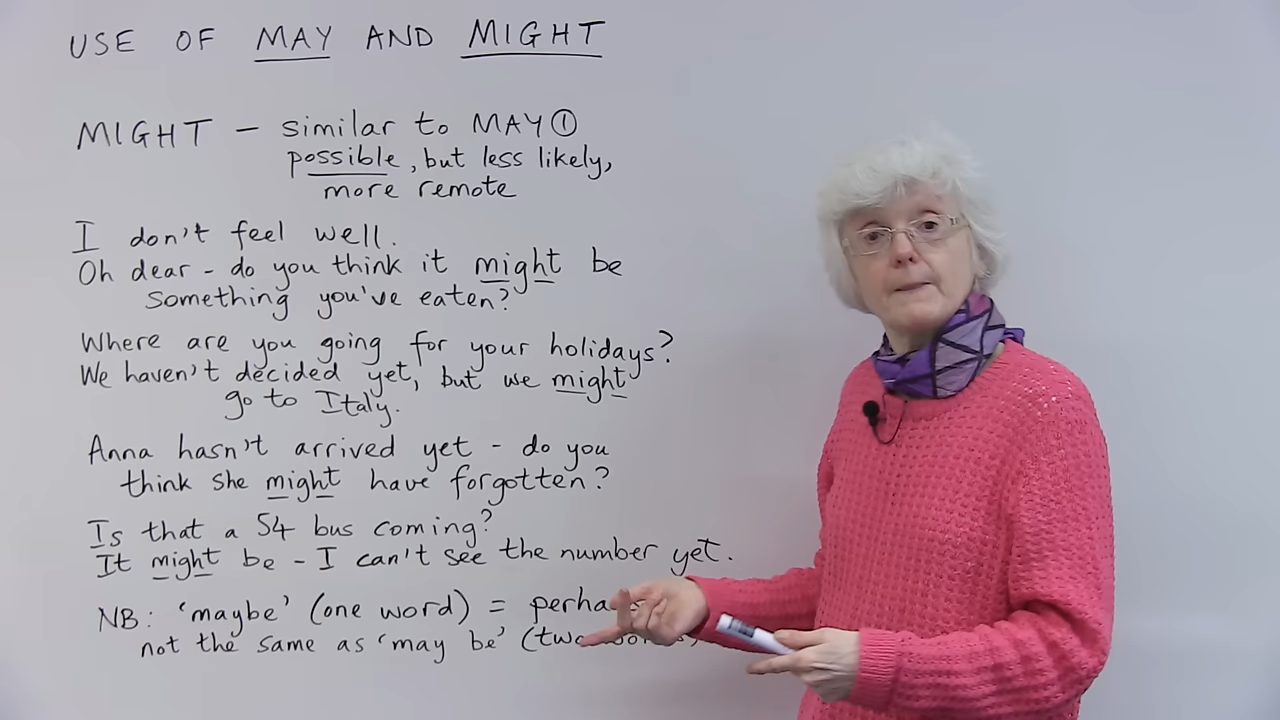 USE OF MAY AND MIGHT
MIGHT - similar to MAY ①
possible, but less likely,
more remote
I don't feel well.
Oh dear - do you think it might be
something you've eaten?
Where are you going for your holidays?
We haven't decided yet, but we might
go to Italy.
Anna hasn't arrived yet - do you
think she might have forgotten?
Is that a 54 bus coming?
It might be - I can't see the number yet.
NB: 'maybe' (one word) =
not the same as 'may be'